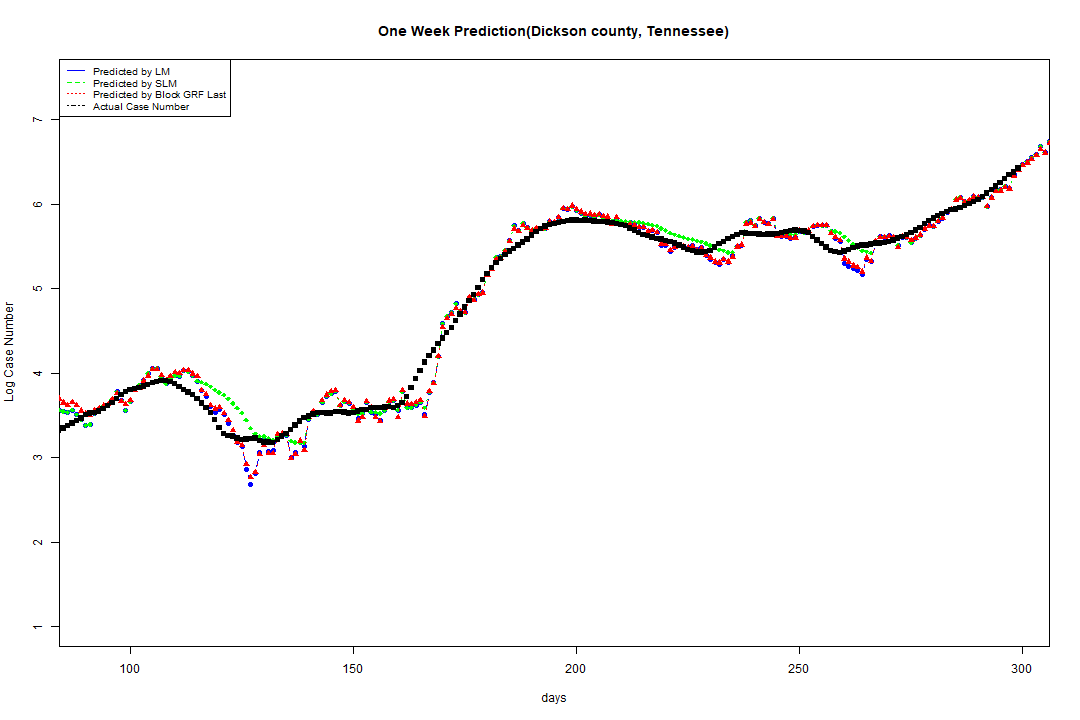 One Week Prediction(Dickson county, Tennessee)
Predicted by LM
Predicted by SLM
Predicted by Block GRF Last
Actual Case Number
Log Case Number
7
6
5
4
3
2
1
100 150 200 250 300
days